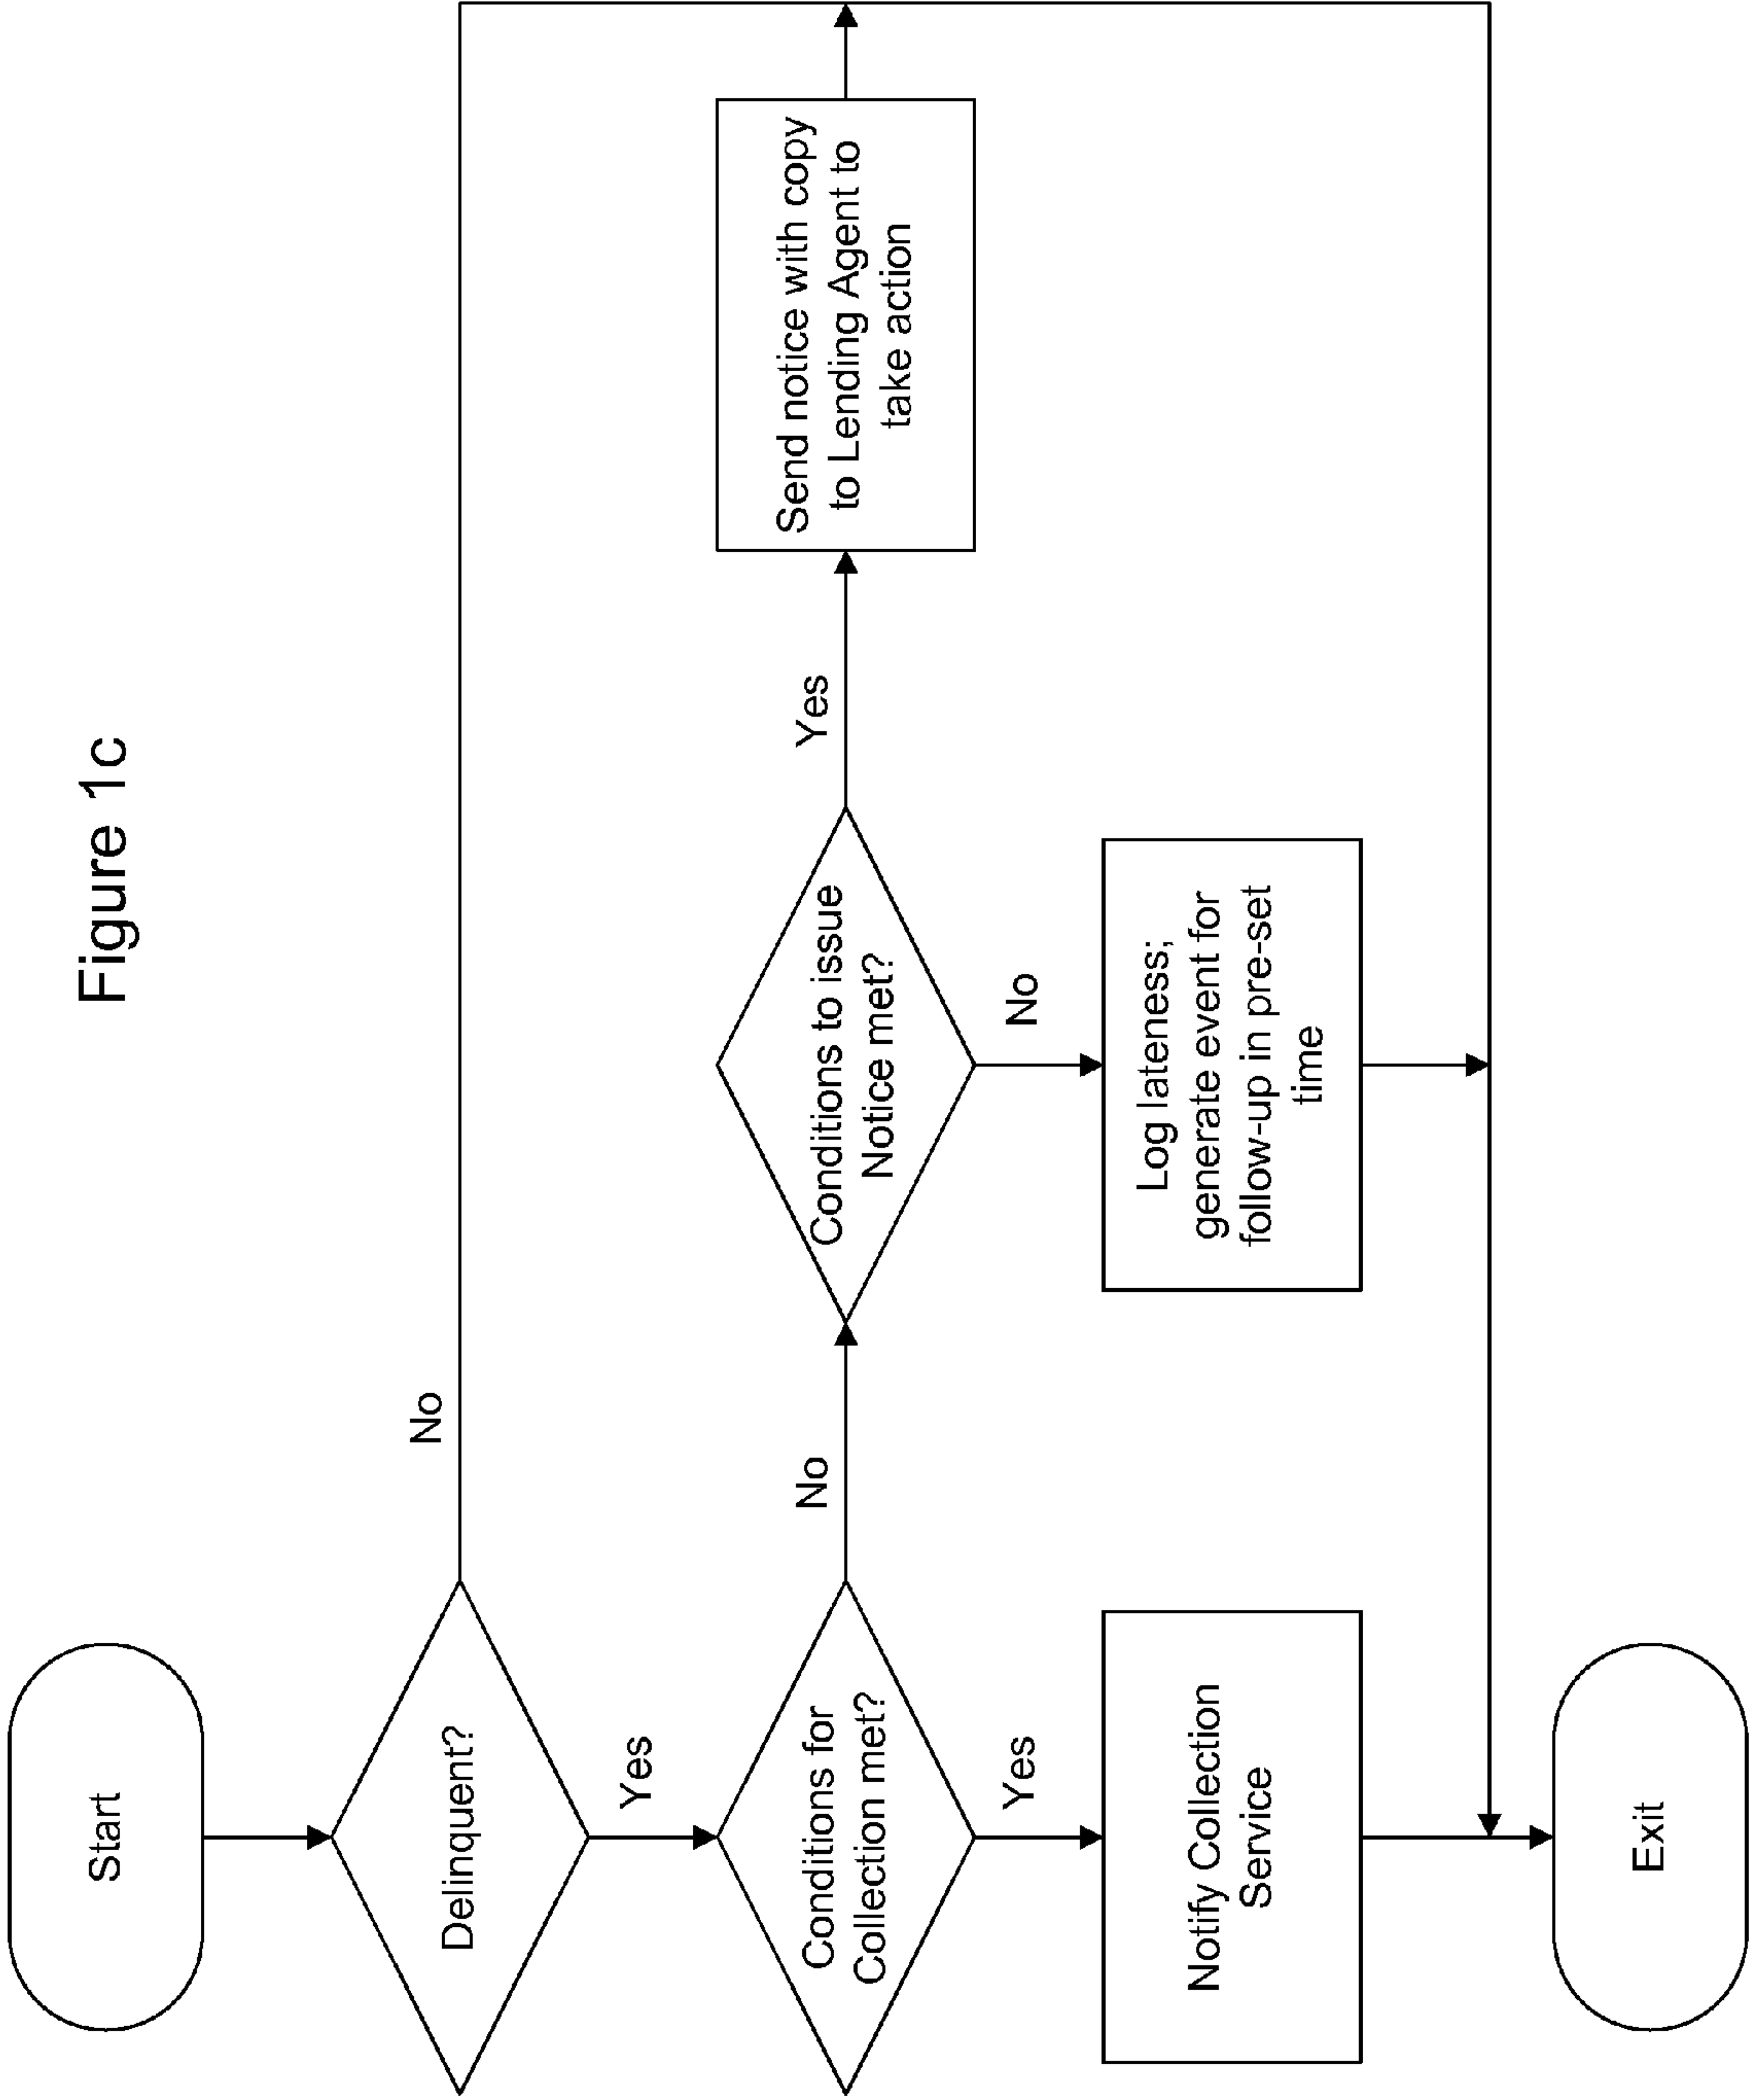 Figure 1c
Start
Delinquent?
No
Yes
Conditions for
Collection met?
No
Yes
Conditions to issue
Notice met?
Yes
No
Send notice with copy
to Lending Agent to
take action
Notify Collection
Service
Log lateness;
generate event for
follow-up in pre-set
time
Exit